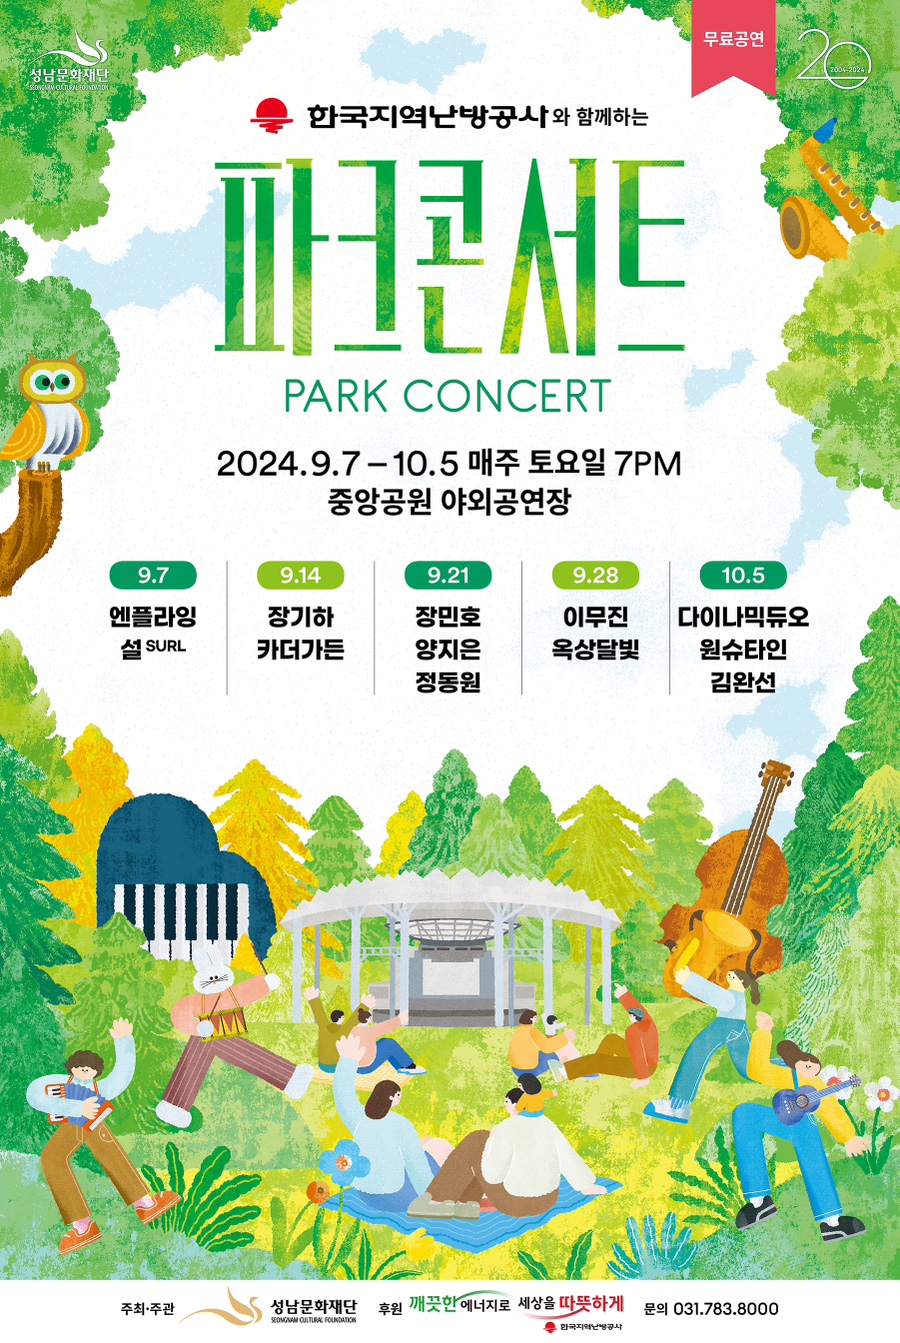 성남문화재단
SEONGNAM CULTURAL FOUNDATION
무료공연
20
2004-2024
한국지역난방공사와 함께하는
파크콘서트
PARK CONCERT
2024.9.7 – 10.5 매주 토요일 7PM
중앙공원 야외공연장
9.7
엔플라잉
설 SURL
9.14
장기하
카더가든
9.21
장민호
양지은
정동원
9.28
이무진
옥상달빛
10.5
다이나믹듀오
원슈타인
김완선
주최·주관 성남문화재단
SEONGNAM CULTURAL FOUNDATION
후원 깨끗한 에너지로 세상을 따뜻하게
한국지역난방공사
문의 031.783.8000